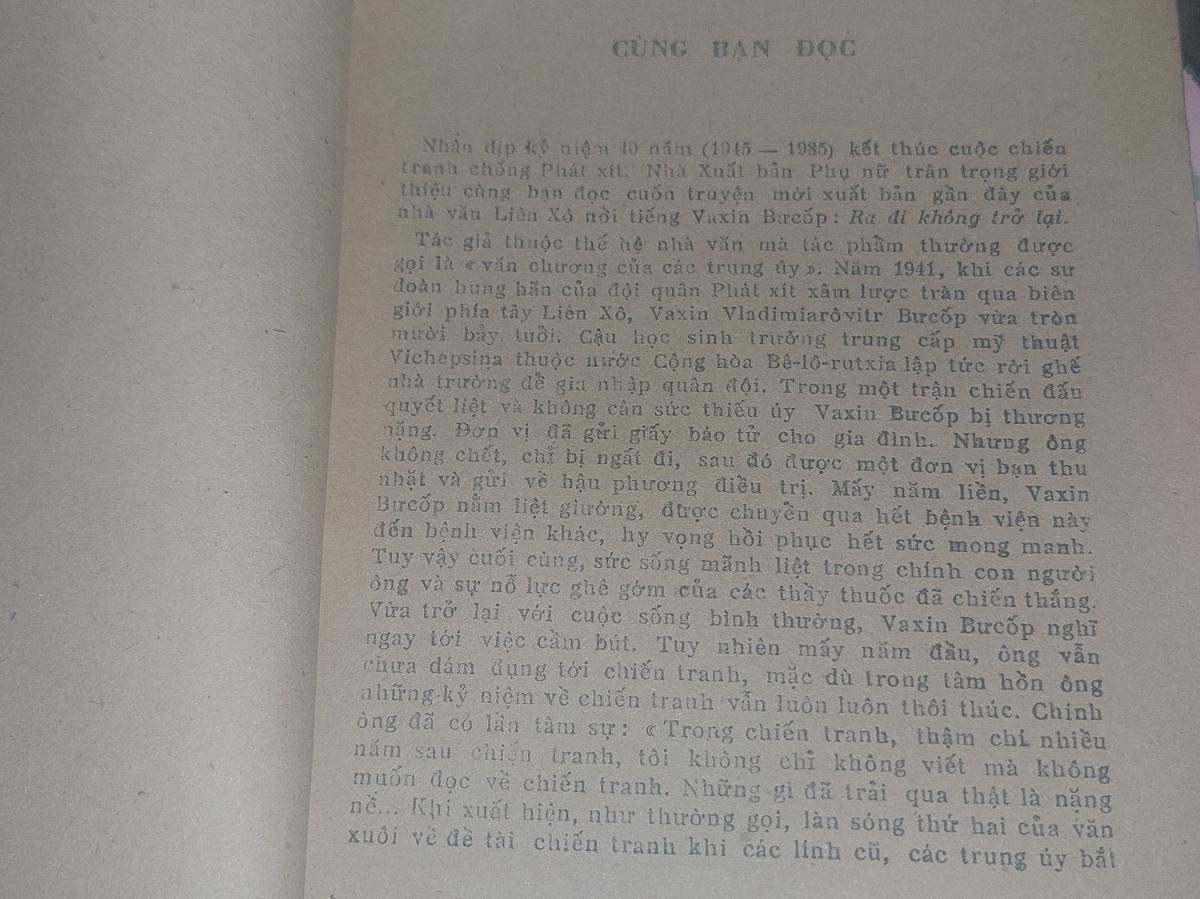 CÙNG BẠN ĐỌC
Nhân dịp kỷ niệm 40 năm (1945 — 1985) kết thúc cuộc chiến
tranh chống Phát xít. Nhà Xuất bản Phụ nữ trân trọng giới
thiệu cùng bạn đọc cuốn truyện mới xuất bản gần đây của
nhà văn Liên Xô nổi tiếng Vaxin Bưcốp : Ra đi không trở lại.
Tác giả thuộc thế hệ nhà văn mà tác phẩm thường được
gọi là « văn chương của các trung úy ». Năm 1941, khi các sư
đoàn hung hãn của đội quân Phát xít xâm lược tràn qua biên
giới phía tây Liên Xô, Vaxin Vladimiarôvitr Bưcốp vừa tròn
mười bảy tuổi. Cậu học sinh trường trung cấp mỹ thuật
Vichepsina thuộc nước Cộng hòa Bê-lô-rutxia lập tức rời ghế
nhà trường để gia nhập quân đội. Trong một trận chiến đấu
quyết liệt và không cân sức thiếu úy Vaxin Bưcốp bị thương
nặng. Đơn vị đã gửi giấy báo tử cho gia đình. Nhưng ông
không chết, chỉ bị ngất đi, sau đó được một đơn vị bạn thu
nhặt và gửi về hậu phương điều trị. Mấy năm liền, Vaxin
Bưcốp nằm liệt giường, được chuyển qua hết bệnh viện này
đến bệnh viện khác, hy vọng hồi phục hết sức mong manh.
Tuy vậy cuối cùng, sức sống mãnh liệt trong chính con người
ông và sự nỗ lực ghê gớm của các thầy thuốc đã chiến thắng.
Vừa trở lại với cuộc sống bình thường, Vaxin Bưcốp nghĩ
ngay tới việc cầm bút. Tuy nhiên mấy năm đầu, ông vẫn
chưa dám đụng tới chiến tranh, mặc dù trong tâm hồn ông
những kỷ niệm về chiến tranh vẫn luôn luôn thôi thúc. Chính
ông đã có lần tâm sự : « Trong chiến tranh, thậm chí nhiều
năm sau chiến tranh, tôi không chỉ không viết mà không
muốn đọc về chiến tranh. Những gì đã trải qua thật là nặng
nề... Khi xuất hiện, như thường gọi, làn sóng thứ hai của văn
xuôi về đề tài chiến tranh khi các lính cũ, các trung úy bắt